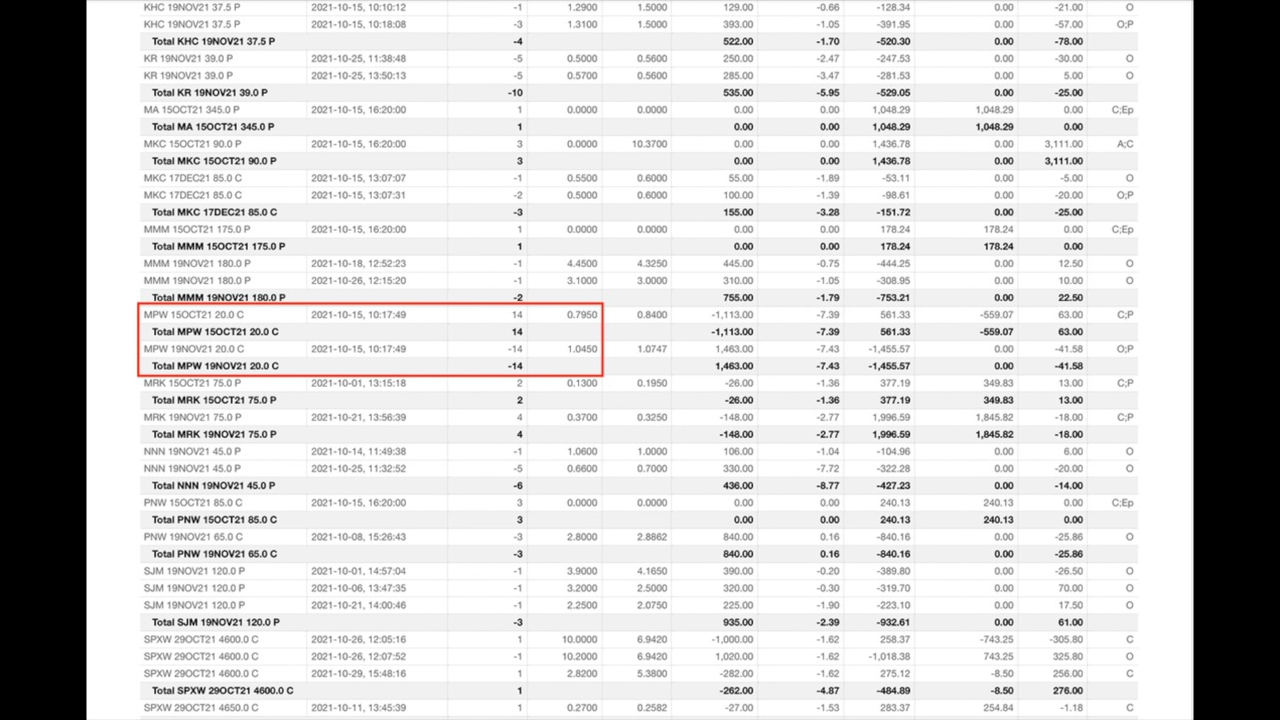 KHC 19NOV21 37.5 P 2021-10-15, 10:10:12 -1 1.2900 1.5000 129.00 -0.66 -128.34 0.00 -21.00 O
KHC 19NOV21 37.5 P 2021-10-15, 10:18:08 -3 1.3100 1.5000 393.00 -1.05 -391.95 0.00 -57.00 O;P
Total KHC 19NOV21 37.5 P -4 522.00 -1.70 -520.30 0.00 -78.00
KR 19NOV21 39.0 P 2021-10-25, 11:38:48 -5 0.5000 0.5600 250.00 -2.47 -247.53 0.00 -30.00 O
KR 19NOV21 39.0 P 2021-10-25, 13:50:13 -5 0.5700 0.5600 285.00 -3.47 -281.53 0.00 5.00 O
Total KR 19NOV21 39.0 P -10 535.00 -5.95 -529.05 0.00 -25.00
MA 15OCT21 345.0 P 2021-10-15, 16:20:00 1 0.0000 0.0000 0.00 0.00 1,048.29 1,048.29 0.00 C;Ep
Total MA 15OCT21 345.0 P 1 0.00 0.00 1,048.29 1,048.29 0.00
MKC 15OCT21 90.0 P 2021-10-15, 16:20:00 3 0.0000 10.3700 0.00 0.00 1,436.78 0.00 3,111.00 A;C
Total MKC 15OCT21 90.0 P 3 0.00 0.00 1,436.78 0.00 3,111.00
MKC 17DEC21 85.0 C 2021-10-15, 13:07:07 -1 0.5500 0.6000 55.00 -1.89 -53.11 0.00 -5.00 O
MKC 17DEC21 85.0 C 2021-10-15, 13:07:31 -2 0.5000 0.6000 100.00 -1.39 -98.61 0.00 -20.00 O;P
Total MKC 17DEC21 85.0 C -3 155.00 -3.28 -151.72 0.00 -25.00
MMM 15OCT21 175.0 P 2021-10-15, 16:20:00 1 0.0000 0.0000 0.00 0.00 178.24 178.24 0.00 C;Ep
Total MMM 15OCT21 175.0 P 1 0.00 0.00 178.24 178.24 0.00
MMM 19NOV21 180.0 P 2021-10-18, 12:52:23 -1 4.4500 4.3250 445.00 -0.75 -444.25 0.00 12.50 O
MMM 19NOV21 180.0 P 2021-10-26, 12:15:20 -1 3.1000 3.0000 310.00 -1.05 -308.95 0.00 10.00 O
Total MMM 19NOV21 180.0 P -2 755.00 -1.79 -753.21 0.00 22.50
MPW 15OCT21 20.0 C 2021-10-15, 10:17:49 14 0.7950 0.8400 -1,113.00 -7.39 561.33 -559.07 63.00 C;P
Total MPW 15OCT21 20.0 C 14 -1,113.00 -7.39 561.33 -559.07 63.00
MPW 19NOV21 20.0 C 2021-10-15, 10:17:49 -14 1.0450 1.0747 1,463.00 -7.43 -1,455.57 0.00 -41.58 O;P
Total MPW 19NOV21 20.0 C -14 1,463.00 -7.43 -1,455.57 0.00 -41.58
MRK 15OCT21 75.0 P 2021-10-01, 13:15:18 2 0.1300 0.1950 -26.00 -1.36 377.19 349.83 13.00 C;P
Total MRK 15OCT21 75.0 P 2 -26.00 -1.36 377.19 349.83 13.00
MRK 19NOV21 75.0 P 2021-10-21, 13:56:39 4 0.3700 0.3250 -148.00 -2.77 1,996.59 1,845.82 -18.00 C;P
Total MRK 19NOV21 75.0 P 4 -148.00 -2.77 1,996.59 1,845.82 -18.00
NNN 19NOV21 45.0 P 2021-10-14, 11:49:38 -1 1.0600 1.0000 106.00 -1.04 -104.96 0.00 6.00 O
NNN 19NOV21 45.0 P 2021-10-25, 11:32:52 -5 0.6600 0.7000 330.00 -7.72 -322.28 0.00 -20.00 O
Total NNN 19NOV21 45.0 P -6 436.00 -8.77 -427.23 0.00 -14.00
PNW 15OCT21 85.0 C 2021-10-15, 16:20:00 3 0.0000 0.0000 0.00 0.00 240.13 240.13 0.00 C;Ep
Total PNW 15OCT21 85.0 C 3 0.00 0.00 240.13 240.13 0.00
PNW 19NOV21 65.0 C 2021-10-08, 15:26:43 -3 2.8000 2.8862 840.00 0.16 -840.16 0.00 -25.86 O
Total PNW 19NOV21 65.0 C -3 840.00 0.16 -840.16 0.00 -25.86
SJM 19NOV21 120.0 P 2021-10-01, 14:57:04 -1 3.9000 4.1650 390.00 -0.20 -389.80 0.00 -26.50 O
SJM 19NOV21 120.0 P 2021-10-06, 13:47:35 -1 3.2000 2.5000 320.00 -0.30 -319.70 0.00 70.00 O
SJM 19NOV21 120.0 P 2021-10-21, 14:00:46 -1 2.2500 2.0750 225.00 -1.90 -223.10 0.00 17.50 O
Total SJM 19NOV21 120.0 P -3 935.00 -2.39 -932.61 0.00 61.00
SPXW 29OCT21 4600.0 C 2021-10-26, 12:05:16 1 10.0000 6.9420 -1,000.00 -1.62 258.37 -743.25 -305.80 C
SPXW 29OCT21 4600.0 C 2021-10-26, 12:07:52 -1 10.2000 6.9420 1,020.00 -1.62 -1,018.38 743.25 325.80 O
SPXW 29OCT21 4600.0 C 2021-10-29, 15:48:16 1 2.8200 5.3800 -282.00 -1.62 275.12 -8.50 256.00 C
Total SPXW 29OCT21 4600.0 C 1 -262.00 -4.87 -484.89 -8.50 276.00
SPXW 29OCT21 4650.0 C 2021-10-11, 13:45:39 1 0.2700 0.2582 -27.00 -1.53 283.37 254.84 -1.18 C